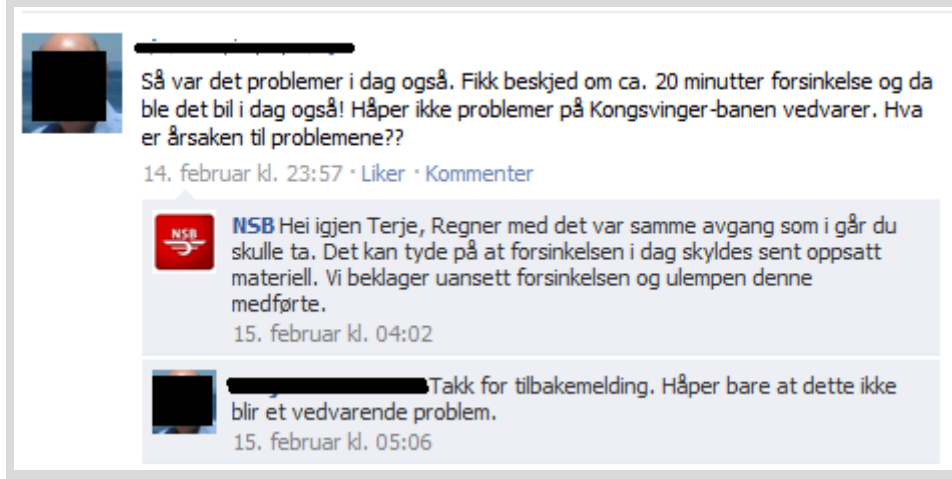 Så var det problemer i dag også. Fikk beskjed om ca. 20 minutter forsinkelse og da
ble det bil i dag også! Håper ikke problemer på Kongsvinger-banen vedvarer. Hva
er årsaken til problemene??
14. februar kl. 23:57 · Liker · Kommenter
NSB
NSB Hei igjen Terje, Regner med det var samme avgang som i går du
skulle ta. Det kan tyde på at forsinkelsen i dag skyldes sent oppsatt
materiell. Vi beklager uansett forsinkelsen og ulempen denne
medførte.
15. februar kl. 04:02
Takk for tilbakemelding. Håper bare at dette ikke
blir et vedvarende problem.
15. februar kl. 05:06